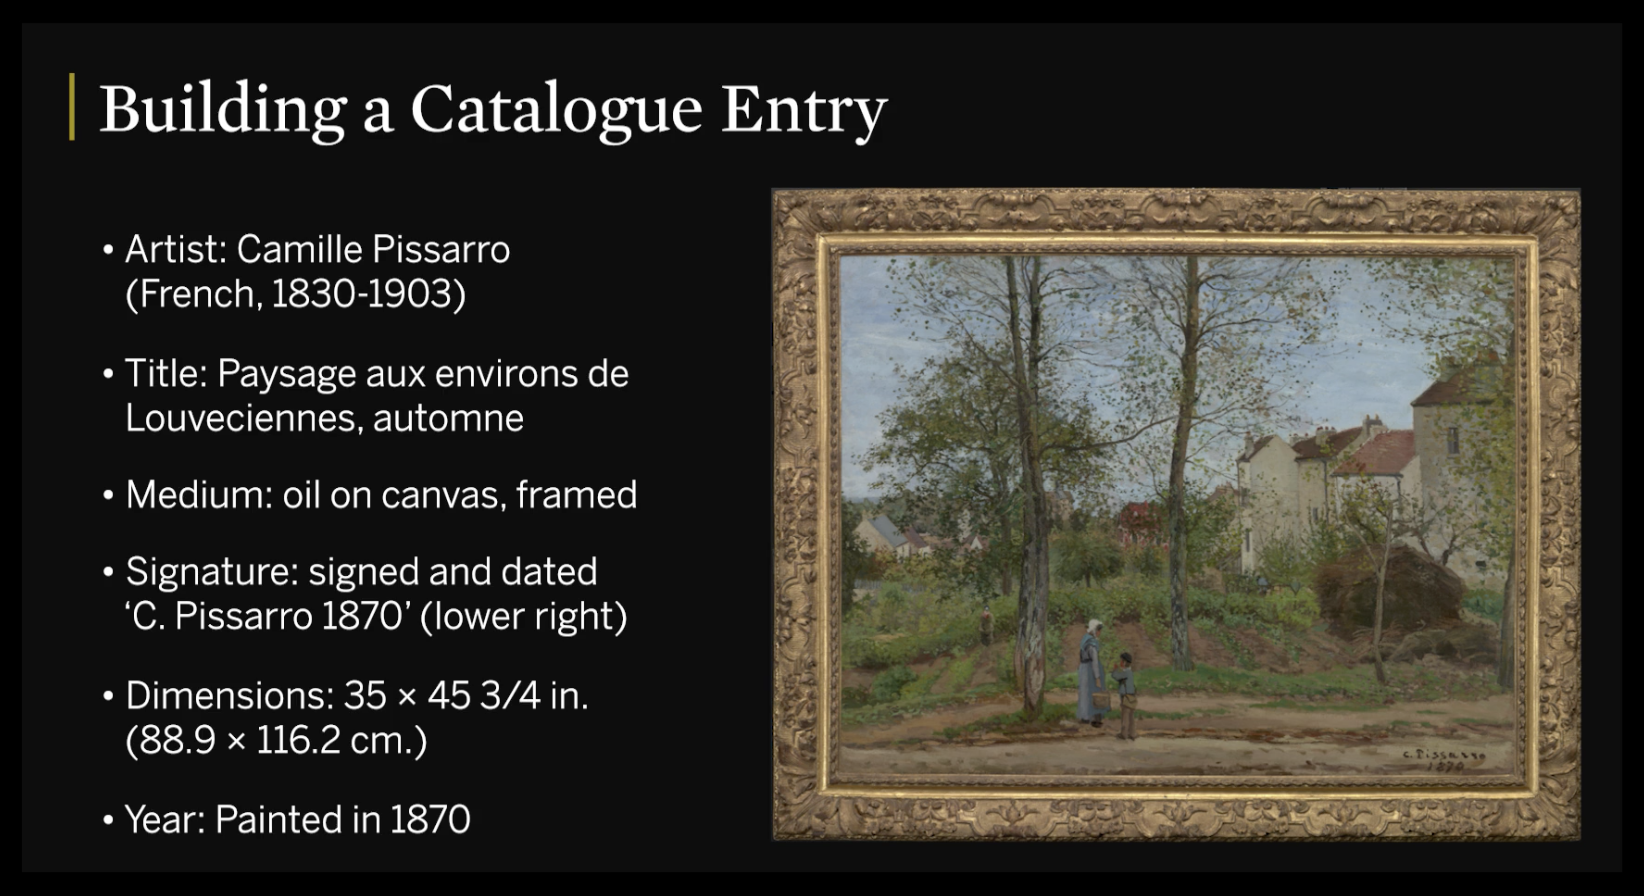 Building a Catalogue Entry
• Artist: Camille Pissarro
(French, 1830-1903)
• Title: Paysage aux environs de
Louveciennes, automne
• Medium: oil on canvas, framed
• Signature: signed and dated
‘C. Pissarro 1870’ (lower right)
• Dimensions: 35 × 45 3/4 in.
(88.9 × 116.2 cm.)
• Year: Painted in 1870
C. Pissarro
1870